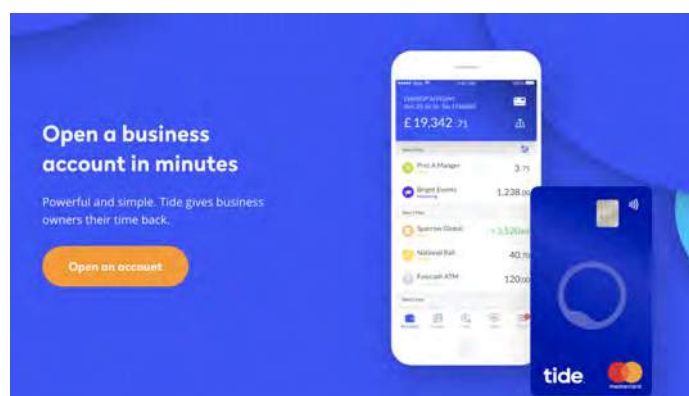 Open a business
account in minutes
Powerful and simple. Tide gives business
owners their time back.
Open an account
£19,342.71
Pret A Manger
3.75
Bright Events
1,238.00
Sparrow Global
National Rail
40.70
Easycash ATM
120.00
tide
mastercard